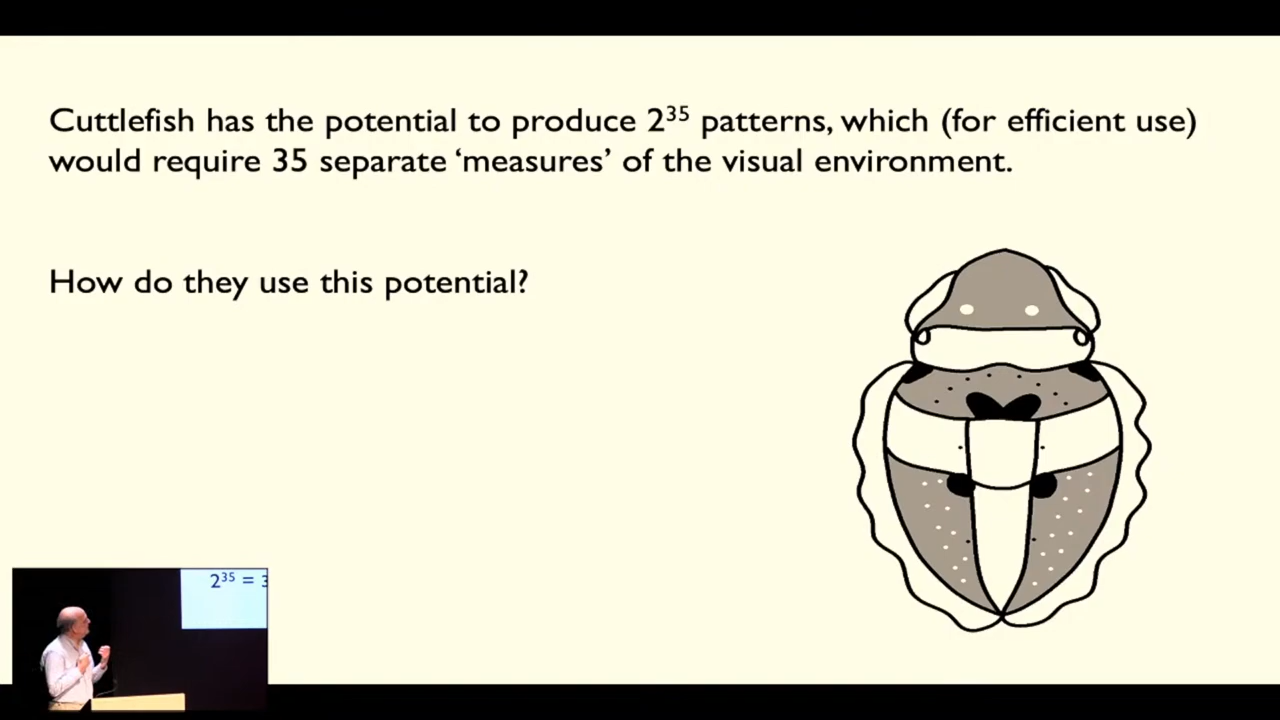 Cuttlefish has the potential to produce 2³⁵ patterns, which (for efficient use)
would require 35 separate ‘measures’ of the visual environment.
How do they use this potential?
2³⁵ = 3